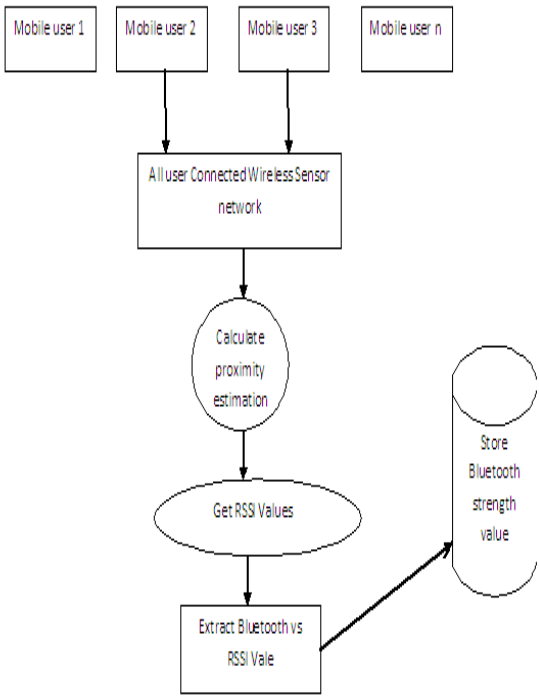 Mobile user 1
Mobile user 2
Mobile user 3
Mobile user n
All user Connected Wireless Sensor
network
Calculate
proximity
estimation
Get RSSI Values
Extract Bluetooth vs
RSSI Vale
Store
Bluetooth
strength
value